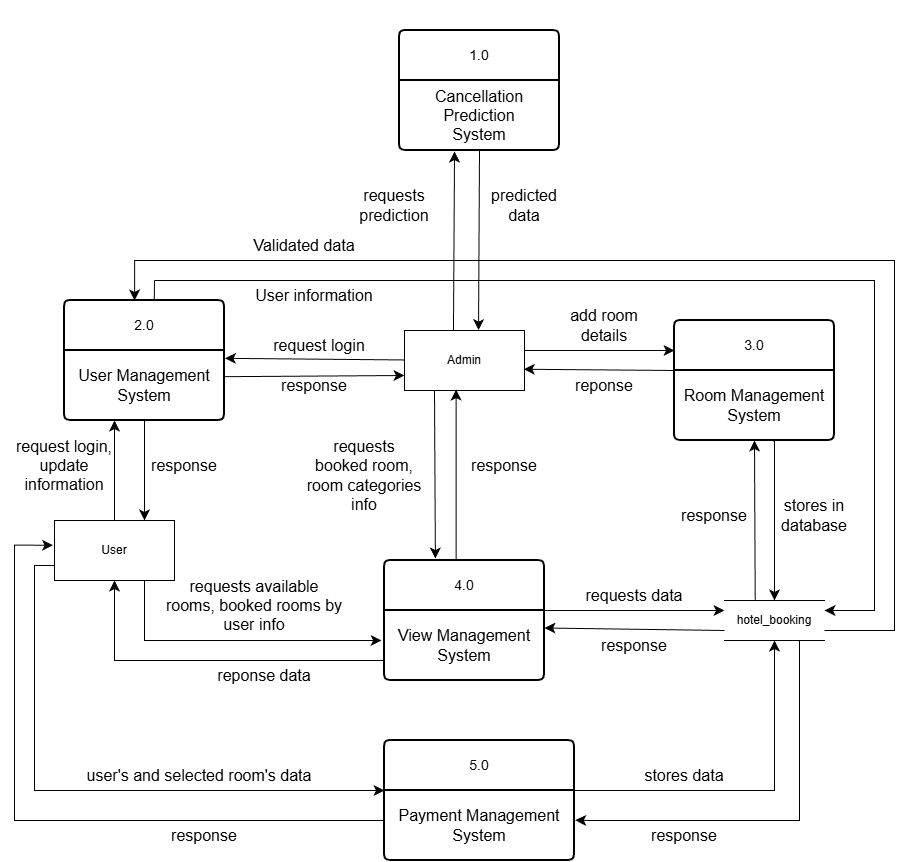 1.0
Cancellation
Prediction
System
requests
prediction
predicted
data
Validated data
User information
2.0
User Management
System
request login
response
Admin
add room
details
reponse
3.0
Room Management
System
request login,
update
information
response
requests
booked room,
room categories
info
response
response
stores in
database
User
requests available
rooms, booked rooms by
user info
reponse data
4.0
View Management
System
requests data
response
hotel_booking
user's and selected room's data
response
5.0
Payment Management
System
stores data
response